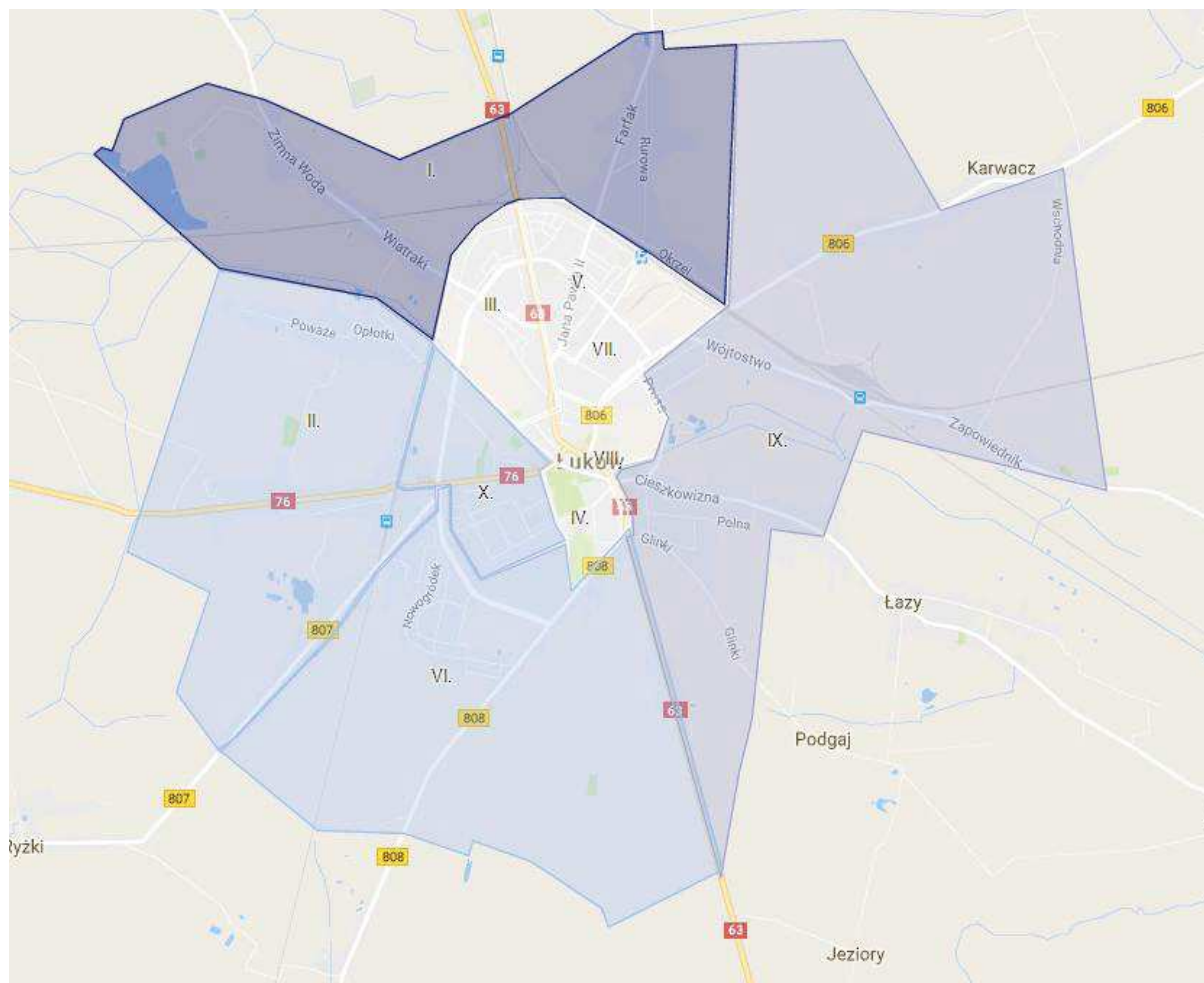 63
806
Karwacz
Farfak
Rurowa
Zimna Woda
I.
Wschodnia
Wiatraki
806
Okrzei
V.
Jana Pawła II
III.
63
Poważe
Opłotki
VII.
Wójtostwo
806
II.
IX.
Zapowiednik
Łuków
VIII.
76
76
X.
Cieszkowizna
IV.
Polna
Glinki
808
Nowogródek
Łazy
807
Glinki
VI.
63
808
Podgaj
807
808
63
Jeziory